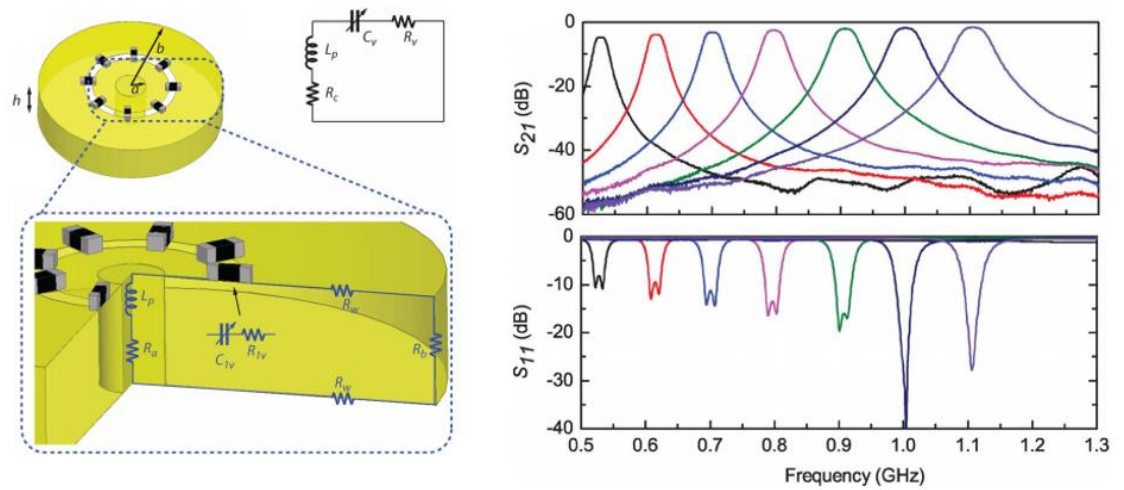 b
a
h
C_v
R_v
L_p
R_c
L_p
R_a
R_w
C_1v
R_1v
R_b
R_w
S_21 (dB)
0
-20
-40
-60
S_11 (dB)
0
-10
-20
-30
-40
0.5 0.6 0.7 0.8 0.9 1.0 1.1 1.2 1.3
Frequency (GHz)